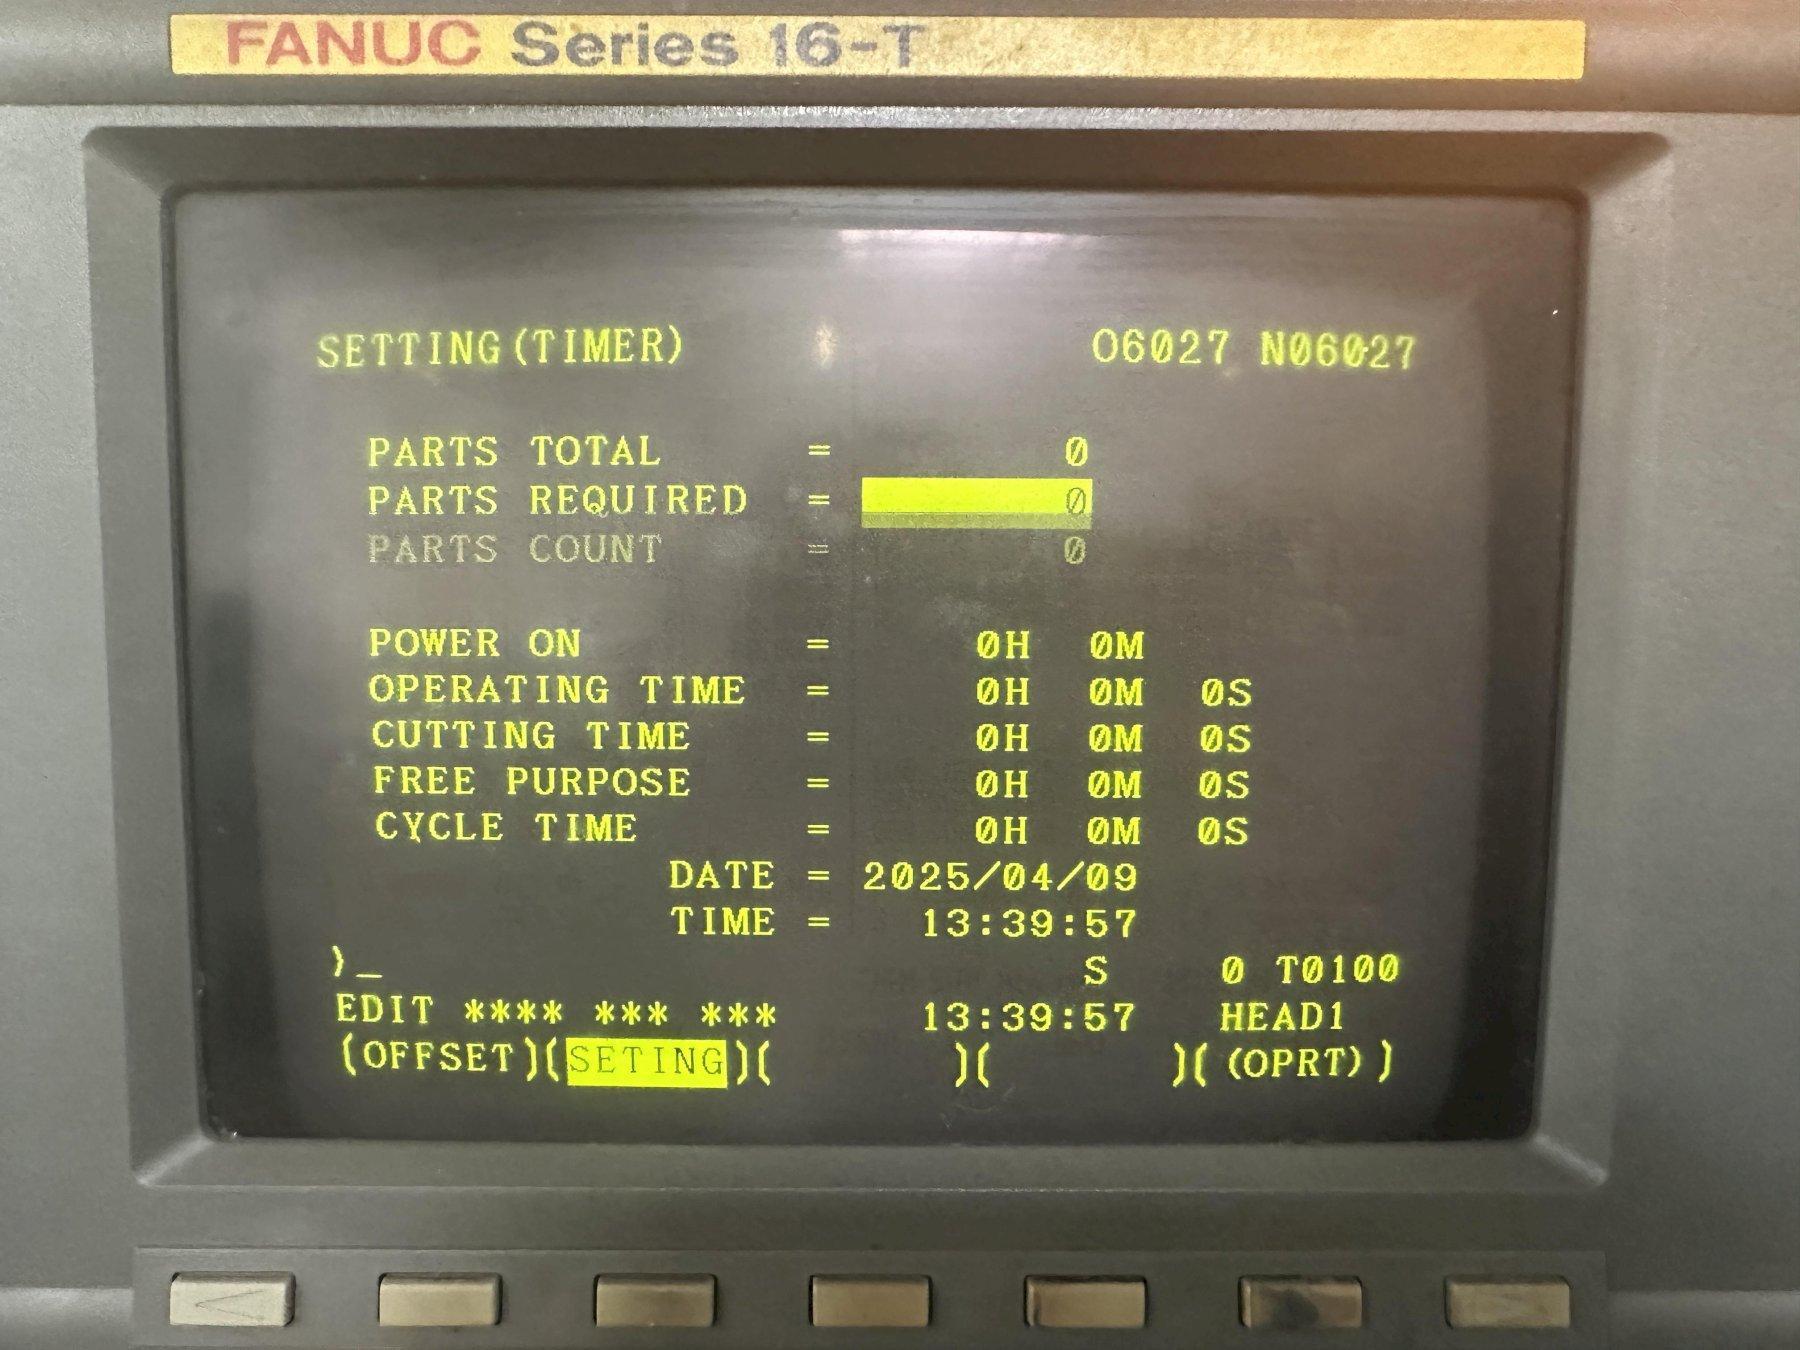 FANUC Series 16-T
SETTING(TIMER) O6027 N06027
PARTS TOTAL = 0
PARTS REQUIRED = 0
PARTS COUNT = 0
POWER ON = 0H 0M
OPERATING TIME = 0H 0M 0S
CUTTING TIME = 0H 0M 0S
FREE PURPOSE = 0H 0M 0S
CYCLE TIME = 0H 0M 0S
DATE = 2025/04/09
TIME = 13:39:57
)_ S 0 T0100
EDIT **** *** *** 13:39:57 HEAD1
(OFFSET)(SETING)( )( )((OPRT))